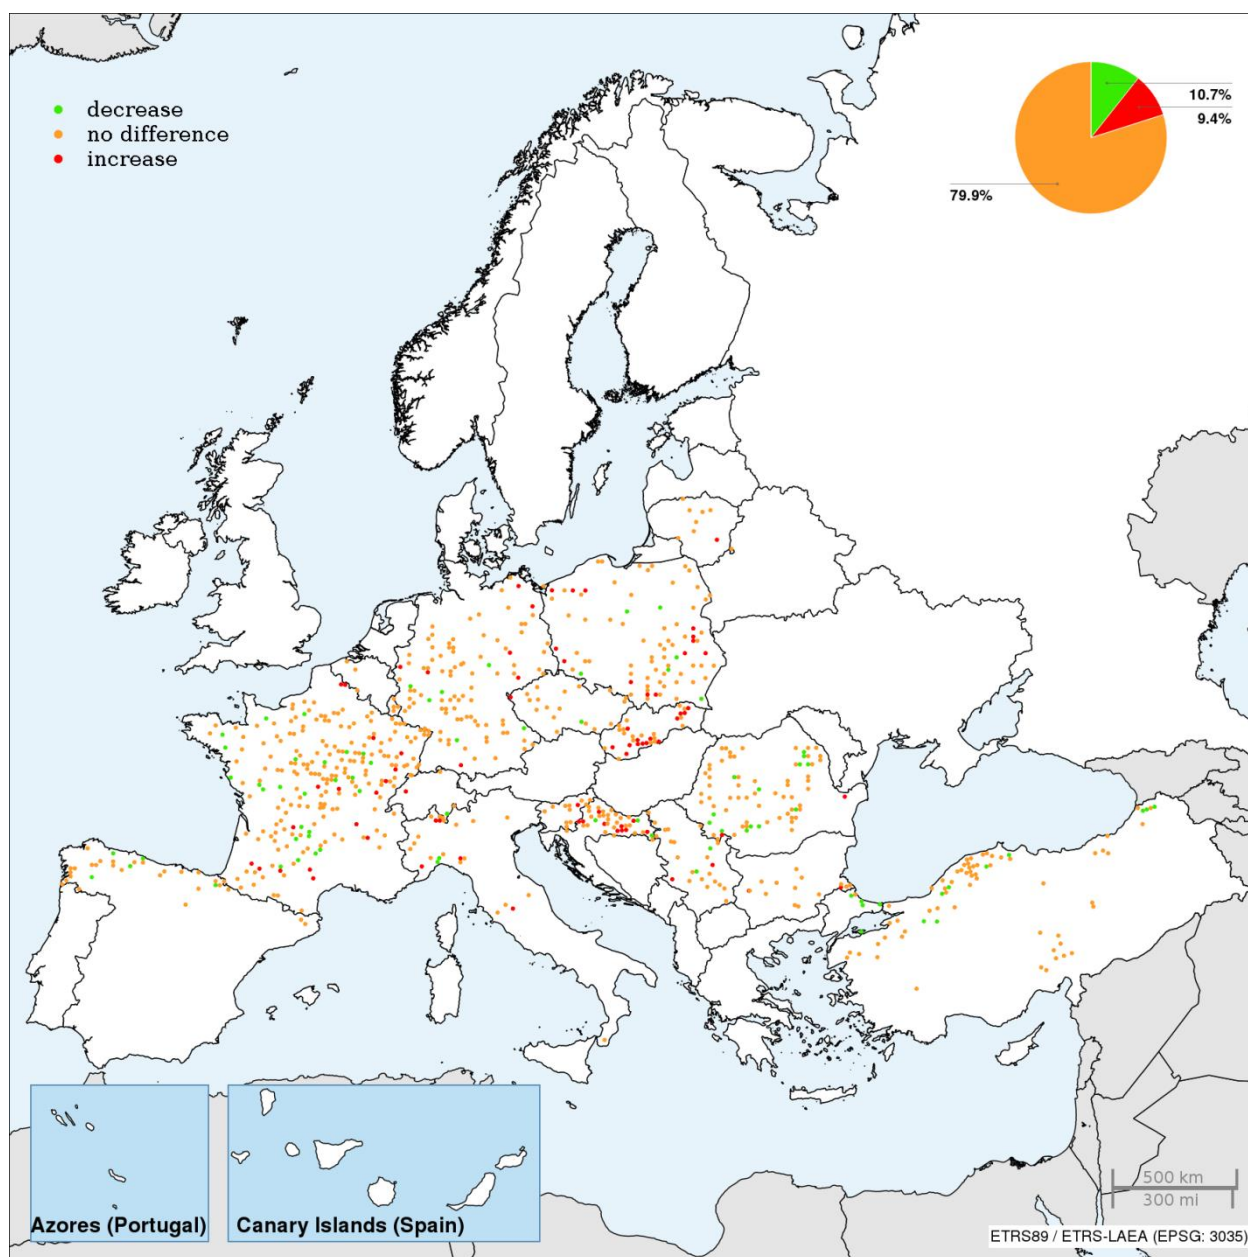 decrease
no difference
increase
10.7%
9.4%
79.9%
500 km
300 mi
Azores (Portugal)
Canary Islands (Spain)
ETRS89 / ETRS-LAEA (EPSG: 3035)